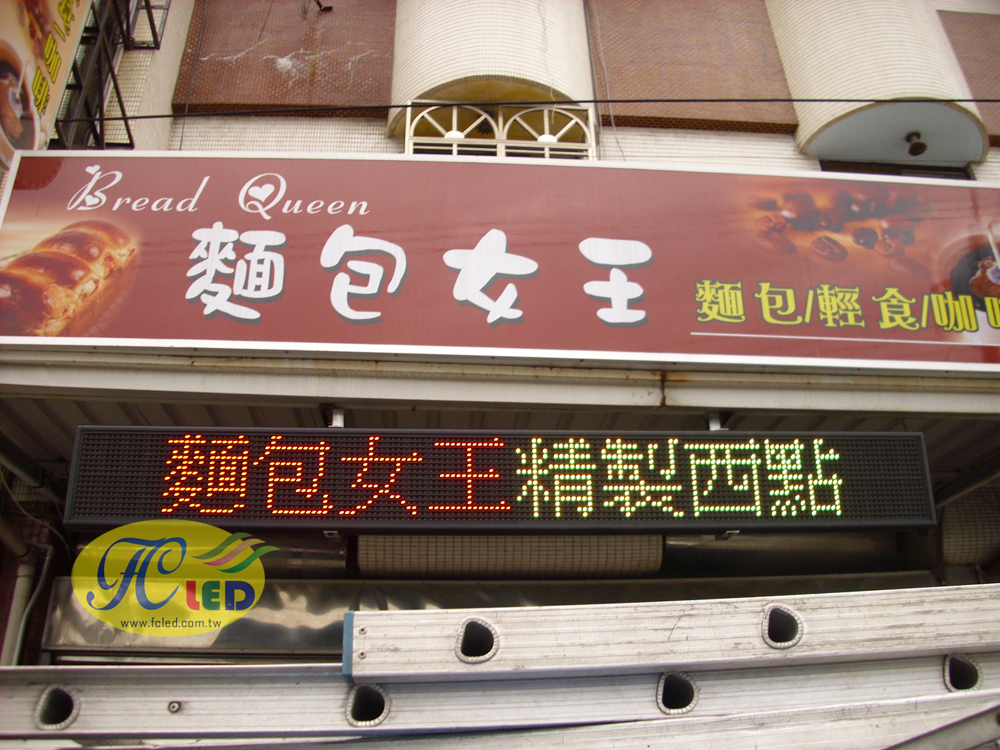 Bread Queen
麵包女王
麵包/輕食/咖
麵包女王精製西點
FC LED
www.fcled.com.tw